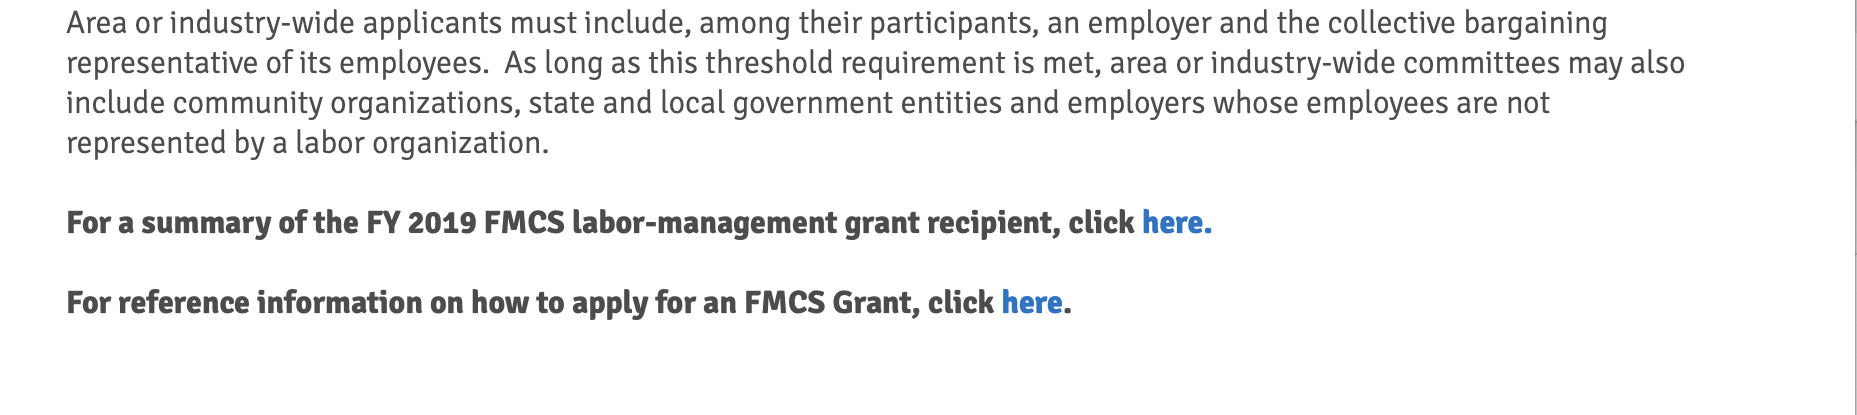 Area or industry-wide applicants must include, among their participants, an employer and the collective bargaining
representative of its employees.  As long as this threshold requirement is met, area or industry-wide committees may also
include community organizations, state and local government entities and employers whose employees are not
represented by a labor organization.
For a summary of the FY 2019 FMCS labor-management grant recipient, click here.
For reference information on how to apply for an FMCS Grant, click here.